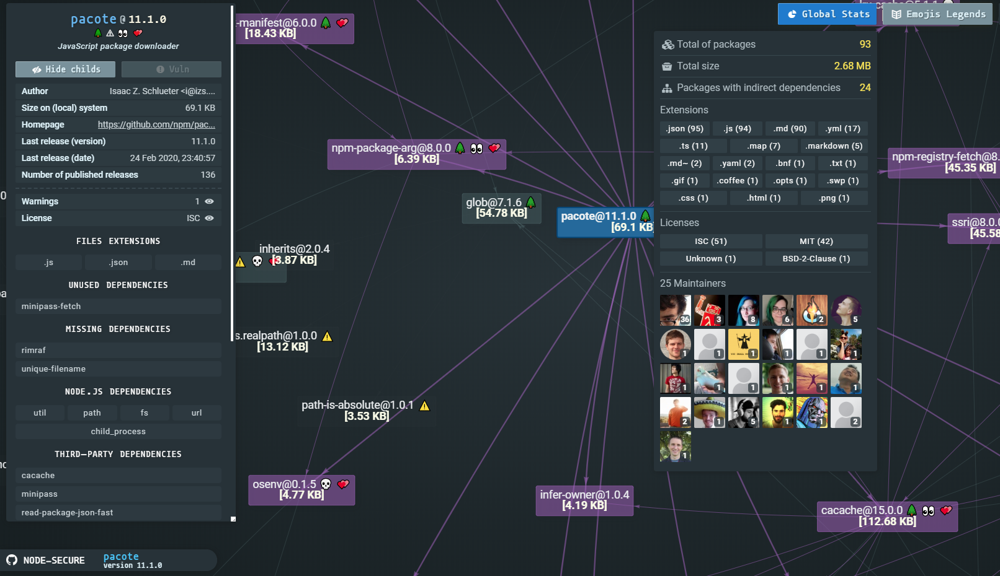 pacote @ 11.1.0
JavaScript package downloader
Hide childs
Vuln
Author Isaac Z. Schlueter <i@izs....
Size on (local) system 69.1 KB
Homepage https://github.com/npm/pac...
Last release (version) 11.1.0
Last release (date) 24 Feb 2020, 23:40:57
Number of published releases 136
Warnings 1
License ISC
FILES EXTENSIONS
.js .json .md
UNUSED DEPENDENCIES
minipass-fetch
MISSING DEPENDENCIES
rimraf
unique-filename
NODE.JS DEPENDENCIES
util path fs url
child_process
THIRD-PARTY DEPENDENCIES
cacache
minipass
read-package-json-fast
NODE-SECURE
pacote
version 11.1.0
-manifest@6.0.0
[18.43 KB]
npm-package-arg@8.0.0
[6.39 KB]
glob@7.1.6
[54.78 KB]
pacote@11.1.0
[69.1 KB]
inherits@2.0.4
[3.87 KB]
s.realpath@1.0.0
[13.12 KB]
path-is-absolute@1.0.1
[3.53 KB]
osenv@0.1.5
[4.77 KB]
infer-owner@1.0.4
[4.19 KB]
cacache@15.0.0
[112.68 KB]
npm-registry-fetch@8.
[45.35 KB]
ssri@8.0.0
[45.58
Global Stats
Emojis Legends
Total of packages 93
Total size 2.68 MB
Packages with indirect dependencies 24
Extensions
.json (95) .js (94) .md (90) .yml (17)
.ts (11) .map (7) .markdown (5)
.md~ (2) .yaml (2) .bnf (1) .txt (1)
.gif (1) .coffee (1) .opts (1) .swp (1)
.css (1) .html (1) .png (1)
Licenses
ISC (51) MIT (42)
Unknown (1) BSD-2-Clause (1)
25 Maintainers
36 3 8 6 2 5
1 1 1 1 1 1
1 1 1 1 1 1
2 1 5 1 1 2
1